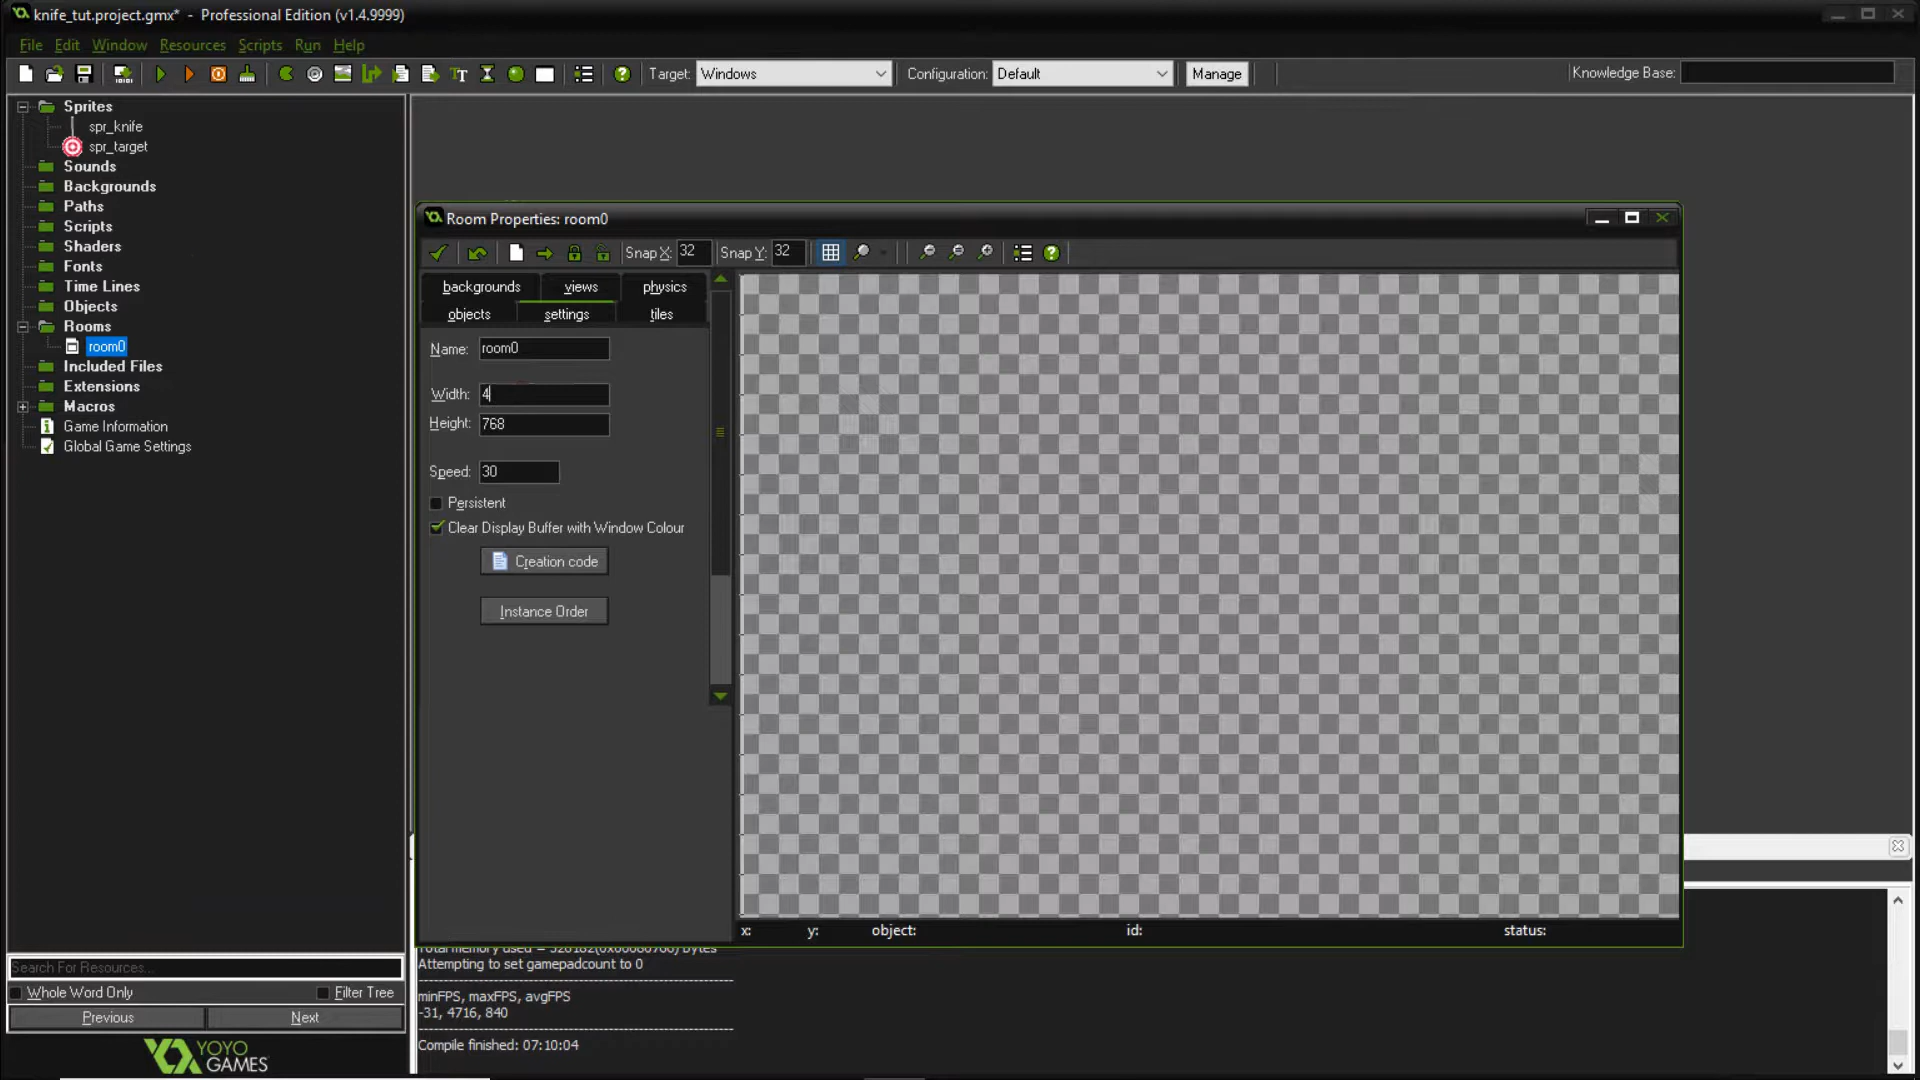 knife_tut.project.gmx* - Professional Edition (v1.4.9999)
File Edit Window Resources Scripts Run Help
Target: Windows Configuration: Default Manage Knowledge Base:
Sprites
spr_knife
spr_target
Sounds
Backgrounds
Paths
Scripts
Shaders
Fonts
Time Lines
Objects
Rooms
room0
Included Files
Extensions
Macros
Game Information
Global Game Settings
Room Properties: room0
Snap X: 32 Snap Y: 32
backgrounds views physics
objects settings tiles
Name: room0
Width: 4
Height: 768
Speed: 30
Persistent
Clear Display Buffer with Window Colour
Creation code
Instance Order
x: y: object: id: status:
Attempting to set gamepadcount to 0
minFPS, maxFPS, avgFPS
-31, 4716, 840
Compile finished: 07:10:04
Search For Resources...
Whole Word Only Filter Tree
Previous Next
YOYO
GAMES